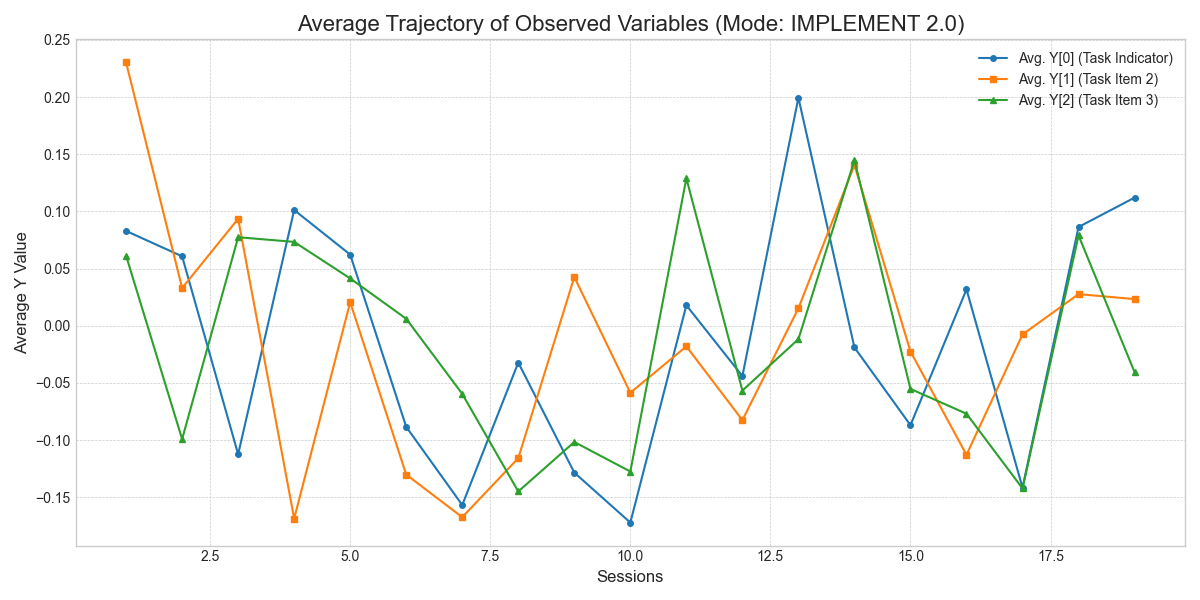 Average Trajectory of Observed Variables (Mode: IMPLEMENT 2.0)
Avg. Y[0] (Task Indicator)
Avg. Y[1] (Task Item 2)
Avg. Y[2] (Task Item 3)
Average Y Value
0.25
0.20
0.15
0.10
0.05
0.00
−0.05
−0.10
−0.15
2.5 5.0 7.5 10.0 12.5 15.0 17.5
Sessions